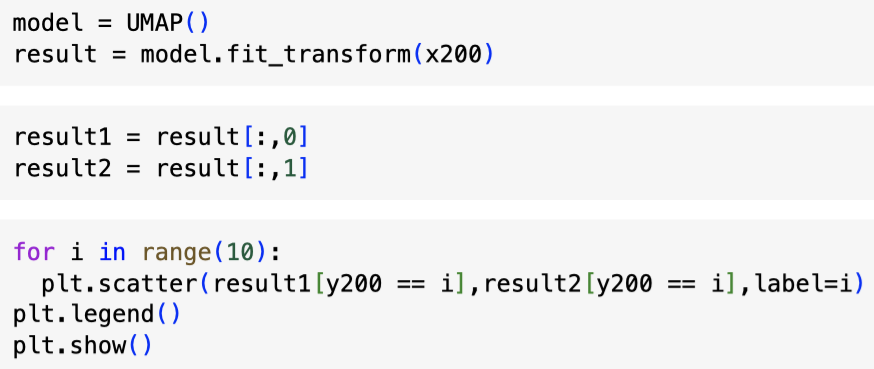 model = UMAP()
result = model.fit_transform(x200)
result1 = result[:,0]
result2 = result[:,1]
for i in range(10):
  plt.scatter(result1[y200 == i],result2[y200 == i],label=i)
plt.legend()
plt.show()